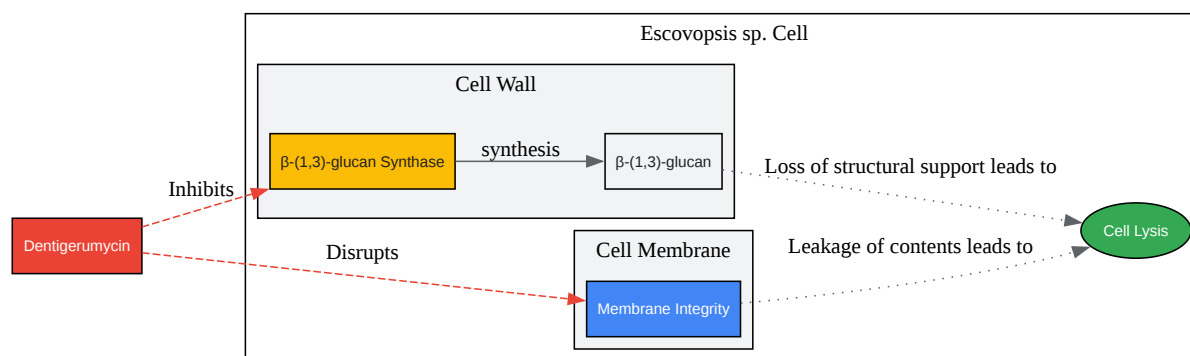 Escovopsis sp. Cell
Cell Wall
β-(1,3)-glucan Synthase
synthesis
β-(1,3)-glucan
Loss of structural support leads to
Inhibits
Dentigerumycin
Disrupts
Cell Membrane
Membrane Integrity
Leakage of contents leads to
Cell Lysis